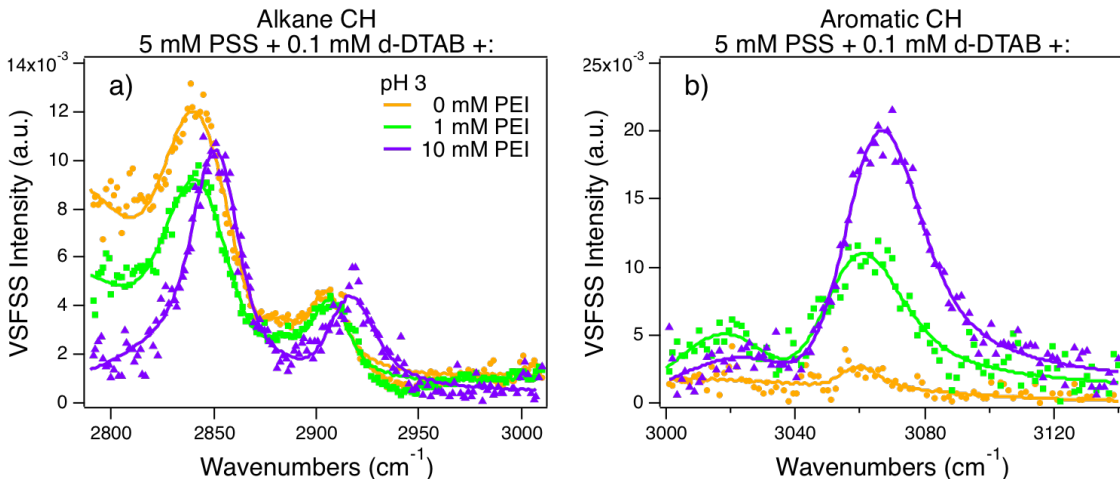 Alkane CH
5 mM PSS + 0.1 mM d-DTAB +:
14x10⁻³
12
10
8
6
4
2
0
VSFSS Intensity (a.u.)
a)
pH 3
0 mM PEI
1 mM PEI
10 mM PEI
2800 2850 2900 2950 3000
Wavenumbers (cm⁻¹)
Aromatic CH
5 mM PSS + 0.1 mM d-DTAB +:
25x10⁻³
20
15
10
5
0
VSFSS Intensity (a.u.)
b)
3000 3040 3080 3120
Wavenumbers (cm⁻¹)